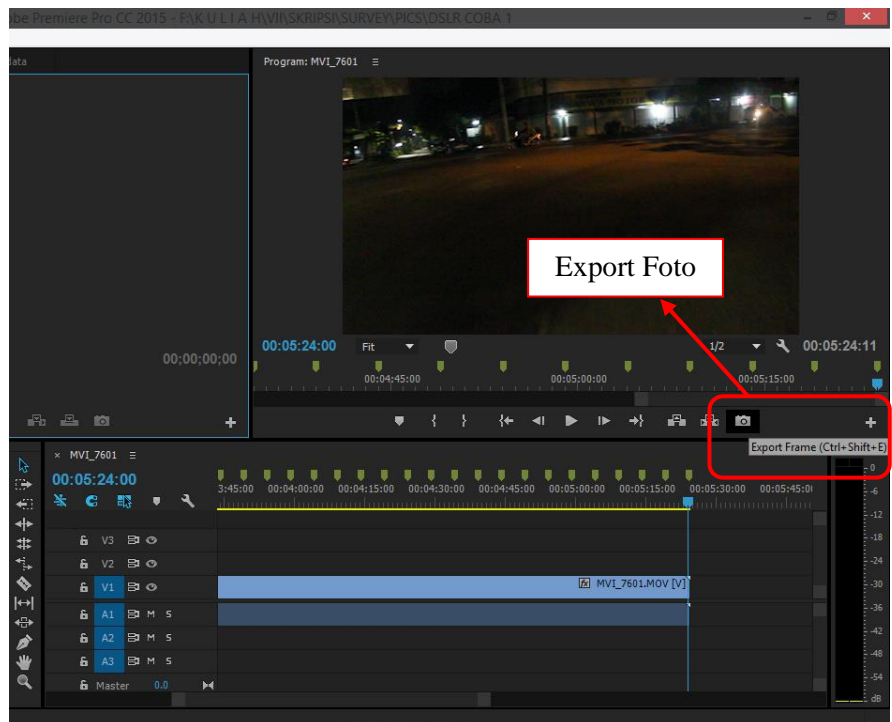 be Premiere Pro CC 2015 - F:\K U L I A H\VII\SKRIPSI\SURVEY\PICS\DSLR COBA 1
data
Program: MVI_7601
Export Foto
00:05:24:00
Fit
1/2
00:05:24:11
00;00;00;00
00:04:45:00
00:05:00:00
00:05:15:00
Export Frame (Ctrl+Shift+E)
× MVI_7601
00:05:24:00
3:45:00 00:04:00:00 00:04:15:00 00:04:30:00 00:04:45:00 00:05:00:00 00:05:15:00 00:05:30:00 00:05:45:00
V3
V2
V1
fx MVI_7601.MOV [V]
A1 M S
A2 M S
A3 M S
Master 0.0
0
-6
-12
-18
-24
-30
-36
-42
-48
-54
dB